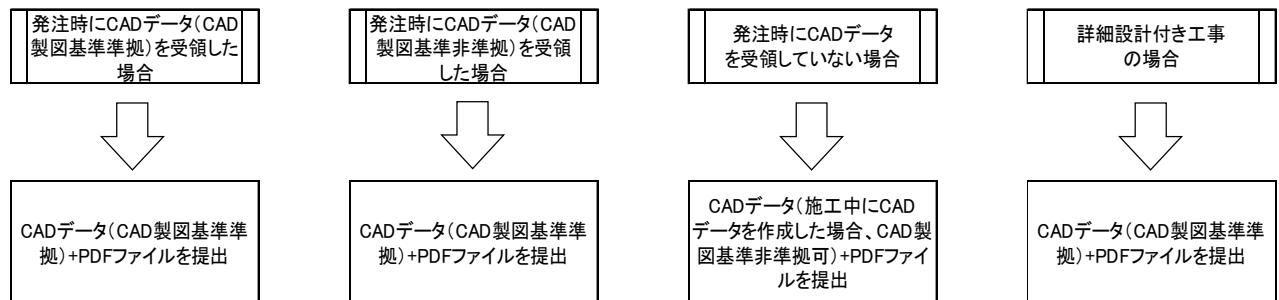 発注時にCADデータ(CAD
製図基準準拠)を受領した
場合
発注時にCADデータ(CAD
製図基準非準拠)を受領
した場合
発注時にCADデータ
を受領していない場合
詳細設計付き工事
の場合
CADデータ(CAD製図基準準
拠)+PDFファイルを提出
CADデータ(CAD製図基準準
拠)+PDFファイルを提出
CADデータ(施工中にCAD
データを作成した場合、CAD製
図基準非準拠可)+PDFファイ
ルを提出
CADデータ(CAD製図基準準
拠)+PDFファイルを提出